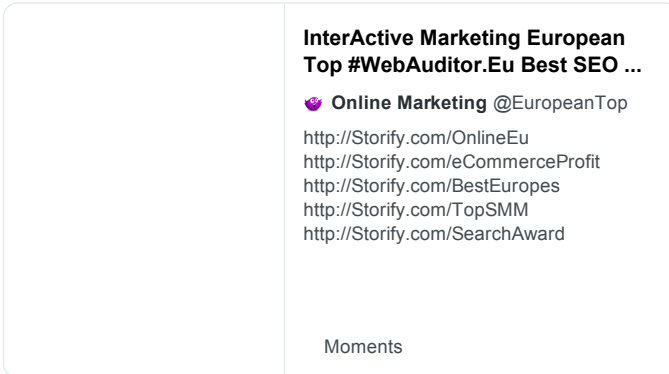 InterActive Marketing European
Top #WebAuditor.Eu Best SEO ...
Online Marketing @EuropeanTop
http://Storify.com/OnlineEu
http://Storify.com/eCommerceProfit
http://Storify.com/BestEuropes
http://Storify.com/TopSMM
http://Storify.com/SearchAward
Moments